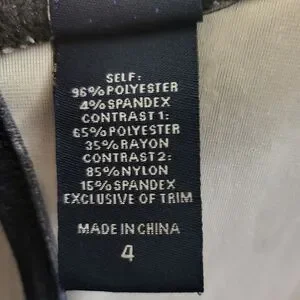 SELF:
96%POLYESTER
4%SPANDEX
CONTRAST 1:
65%POLYESTER
35%RAYON
CONTRAST 2:
85%NYLON
15%SPANDEX
EXCLUSIVE OF TRIM
MADE IN CHINA
4